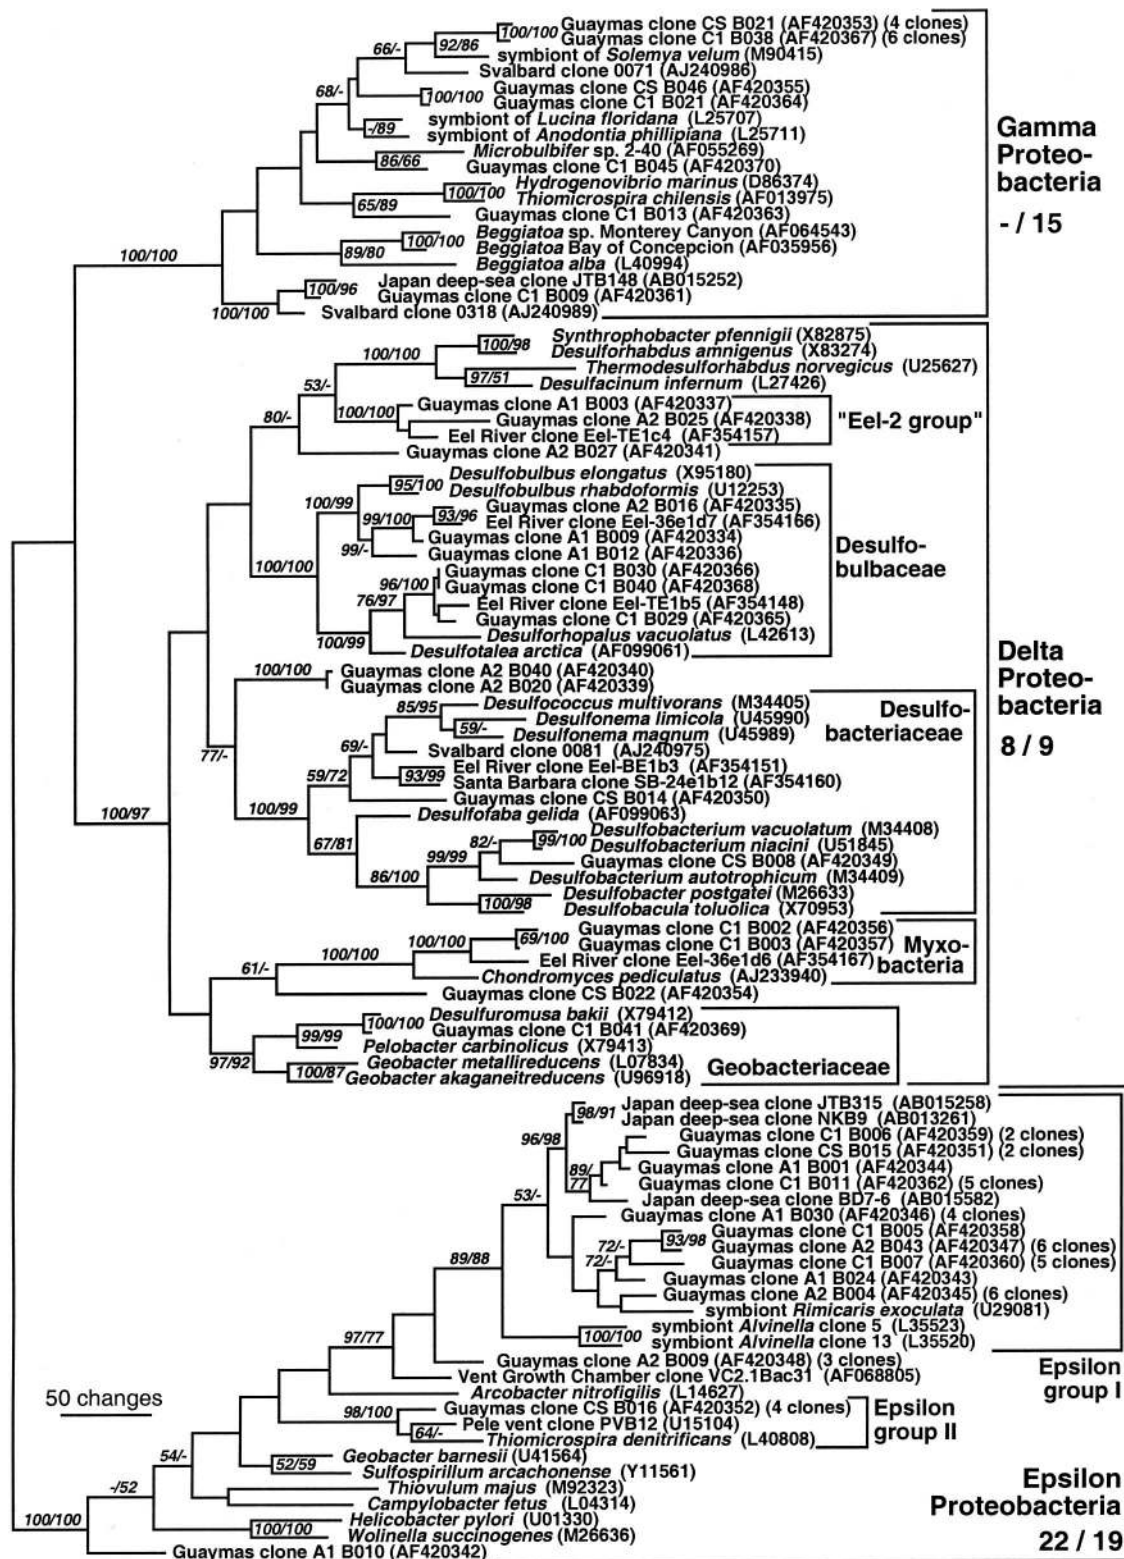 Guaymas clone CS B021 (AF420353) (4 clones)
100/100
Guaymas clone C1 B038 (AF420367) (6 clones)
66/-
92/86
symbiont of Solemya velum (M90415)
Svalbard clone 0071 (AJ240986)
68/-
Guaymas clone CS B046 (AF420355)
100/100
Guaymas clone C1 B021 (AF420364)
symbiont of Lucina floridana (L25707)
-/89
symbiont of Anodontia phillipiana (L25711)
Microbulbifer sp. 2-40 (AF055269)
86/66
Guaymas clone C1 B045 (AF420370)
Hydrogenovibrio marinus (D86374)
100/100
Thiomicrospira chilensis (AF013975)
65/89
Guaymas clone C1 B013 (AF420363)
Beggiatoa sp. Monterey Canyon (AF064543)
100/100
Beggiatoa Bay of Concepcion (AF035956)
89/80
Beggiatoa alba (L40994)
100/100
Japan deep-sea clone JTB148 (AB015252)
100/96
Guaymas clone C1 B009 (AF420361)
100/100
Svalbard clone 0318 (AJ240989)
Gamma
Proteo-
bacteria
- / 15
Synthrophobacter pfennigii (X82875)
100/98
Desulforhabdus amnigenus (X83274)
100/100
Thermodesulforhabdus norvegicus (U25627)
97/51
Desulfacinum infernum (L27426)
53/-
Guaymas clone A1 B003 (AF420337)
100/100
Guaymas clone A2 B025 (AF420338)
Eel River clone Eel-TE1c4 (AF354157)
"Eel-2 group"
80/-
Guaymas clone A2 B027 (AF420341)
Desulfobulbus elongatus (X95180)
95/100
Desulfobulbus rhabdoformis (U12253)
100/99
Guaymas clone A2 B016 (AF420335)
93/96
Eel River clone Eel-36e1d7 (AF354166)
99/100
Guaymas clone A1 B009 (AF420334)
99/-
Guaymas clone A1 B012 (AF420336)
100/100
Guaymas clone C1 B030 (AF420366)
96/100
Guaymas clone C1 B040 (AF420368)
76/97
Eel River clone Eel-TE1b5 (AF354148)
Guaymas clone C1 B029 (AF420365)
Desulforhopalus vacuolatus (L42613)
100/99
Desulfotalea arctica (AF099061)
Desulfo-
bulbaceae
100/100
Guaymas clone A2 B040 (AF420340)
Guaymas clone A2 B020 (AF420339)
Delta
Proteo-
bacteria
8 / 9
85/95
Desulfococcus multivorans (M34405)
Desulfonema limicola (U45990)
59/-
Desulfonema magnum (U45989)
69/-
Svalbard clone 0081 (AJ240975)
77/-
Eel River clone Eel-BE1b3 (AF354151)
59/72
93/99
Santa Barbara clone SB-24e1b12 (AF354160)
Guaymas clone CS B014 (AF420350)
100/97
100/99
Desulfofaba gelida (AF099063)
Desulfobacterium vacuolatum (M34408)
82/-
99/100
Desulfobacterium niacini (U51845)
67/81
99/99
Guaymas clone CS B008 (AF420349)
86/100
Desulfobacterium autotrophicum (M34409)
Desulfobacter postgatei (M26633)
100/98
Desulfobacula toluolica (X70953)
Desulfo-
bacteriaceae
Guaymas clone C1 B002 (AF420356)
100/100
69/100
Guaymas clone C1 B003 (AF420357)
100/100
Eel River clone Eel-36e1d6 (AF354167)
61/-
Chondromyces pediculatus (AJ233940)
Guaymas clone CS B022 (AF420354)
Myxo-
bacteria
Desulfuromusa bakii (X79412)
100/100
Guaymas clone C1 B041 (AF420369)
99/99
Pelobacter carbinolicus (X79413)
97/92
Geobacter metallireducens (L07834)
100/87
Geobacter akaganeitreducens (U96918)
Geobacteriaceae
Japan deep-sea clone JTB315 (AB015258)
98/91
Japan deep-sea clone NKB9 (AB013261)
96/98
Guaymas clone C1 B006 (AF420359) (2 clones)
Guaymas clone CS B015 (AF420351) (2 clones)
89/
77
Guaymas clone A1 B001 (AF420344)
Guaymas clone C1 B011 (AF420362) (5 clones)
53/-
Japan deep-sea clone BD7-6 (AB015582)
Guaymas clone A1 B030 (AF420346) (4 clones)
Guaymas clone C1 B005 (AF420358)
93/98
72/-
Guaymas clone A2 B043 (AF420347) (6 clones)
72/-
Guaymas clone C1 B007 (AF420360) (5 clones)
89/88
Guaymas clone A1 B024 (AF420343)
Guaymas clone A2 B004 (AF420345) (6 clones)
symbiont Rimicaris exoculata (U29081)
symbiont Alvinella clone 5 (L35523)
100/100
symbiont Alvinella clone 13 (L35520)
97/77
Guaymas clone A2 B009 (AF420348) (3 clones)
Epsilon
group I
Vent Growth Chamber clone VC2.1Bac31 (AF068805)
Arcobacter nitrofigilis (L14627)
50 changes
Guaymas clone CS B016 (AF420352) (4 clones)
98/100
Pele vent clone PVB12 (U15104)
64/-
Thiomicrospira denitrificans (L40808)
Epsilon
group II
Geobacter barnesii (U41564)
54/-
52/59
Sulfospirillum arcachonense (Y11561)
-/52
Thiovulum majus (M92323)
Campylobacter fetus (L04314)
Helicobacter pylori (U01330)
100/100
100/100
Wolinella succinogenes (M26636)
Guaymas clone A1 B010 (AF420342)
Epsilon
Proteobacteria
22 / 19